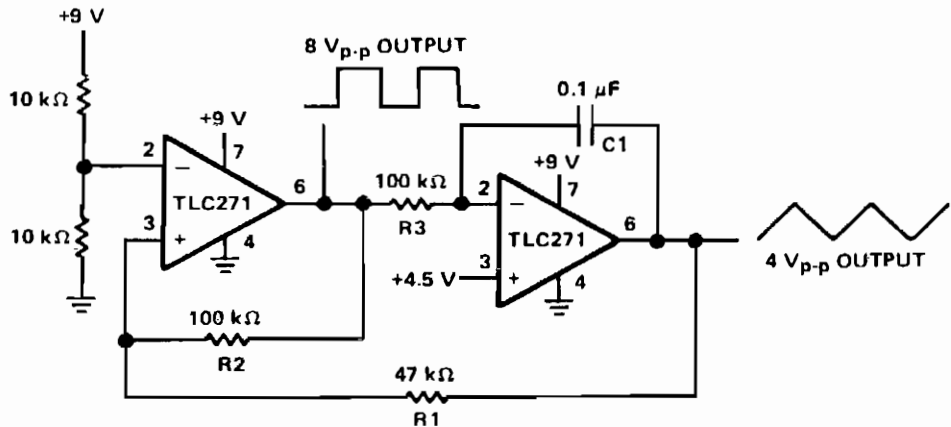 +9 V
8 Vp-p OUTPUT
10 kΩ
0.1 µF
C1
+9 V
7
2
−
TLC271
6
3
+
4
10 kΩ
100 kΩ
R3
+9 V
7
2
−
TLC271
6
+4.5 V
3
+
4
4 Vp-p OUTPUT
100 kΩ
R2
47 kΩ
R1